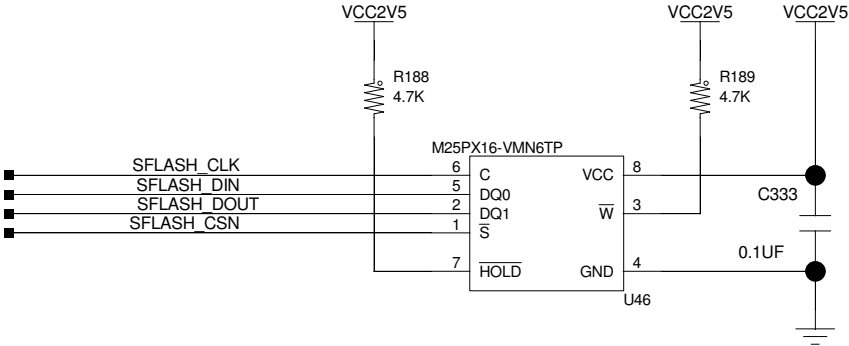 VCC2V5
VCC2V5
VCC2V5
R188
4.7K
R189
4.7K
M25PX16-VMN6TP
SFLASH_CLK 6 C VCC 8
SFLASH_DIN 5 DQ0
SFLASH_DOUT 2 DQ1 W 3
SFLASH_CSN 1 S
C333
0.1UF
7 HOLD GND 4
U46